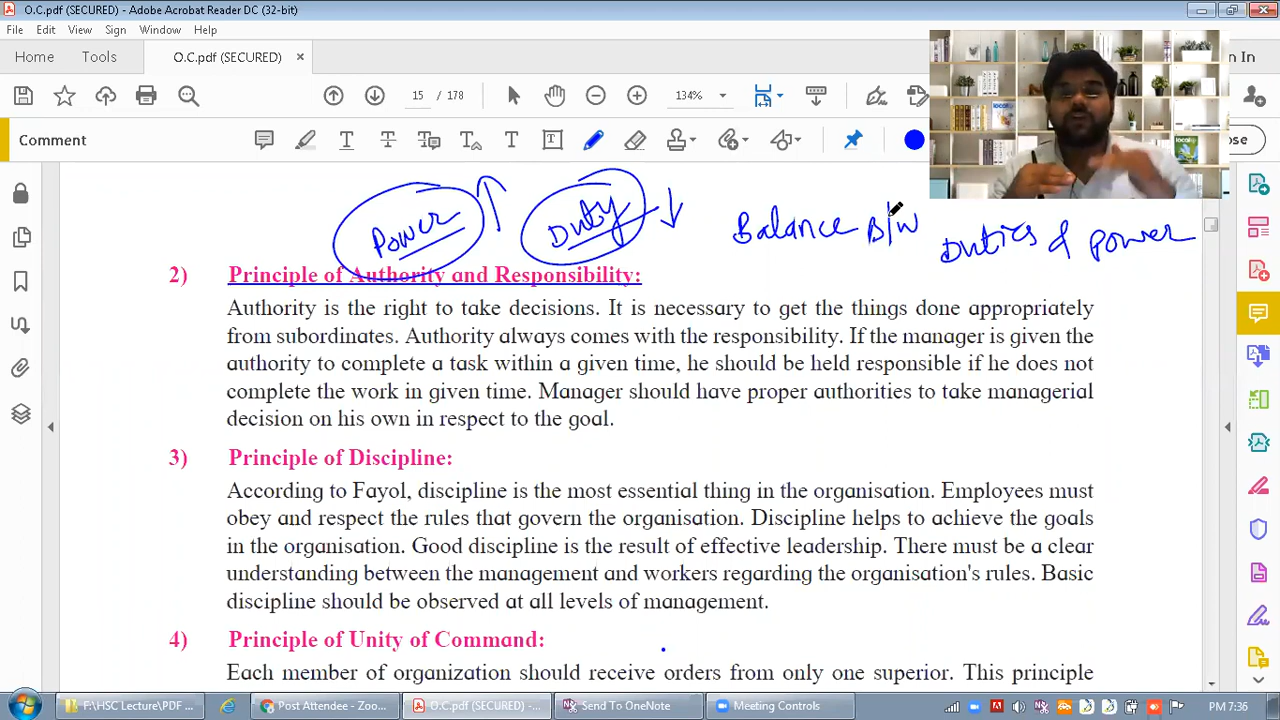 O.C.pdf (SECURED) - Adobe Acrobat Reader DC (32-bit)
File Edit View Sign Window Help
Home Tools O.C.pdf (SECURED) × In
15 / 178 134%
Comment ose
Power Duty Balance B/W Duties & Power
2) Principle of Authority and Responsibility:
Authority is the right to take decisions. It is necessary to get the things done appropriately
from subordinates. Authority always comes with the responsibility. If the manager is given the
authority to complete a task within a given time, he should be held responsible if he does not
complete the work in given time. Manager should have proper authorities to take managerial
decision on his own in respect to the goal.
3) Principle of Discipline:
According to Fayol, discipline is the most essential thing in the organisation. Employees must
obey and respect the rules that govern the organisation. Discipline helps to achieve the goals
in the organisation. Good discipline is the result of effective leadership. There must be a clear
understanding between the management and workers regarding the organisation's rules. Basic
discipline should be observed at all levels of management.
4) Principle of Unity of Command:
Each member of organization should receive orders from only one superior. This principle
F:\HSC Lecture\PDF ... Post Attendee - Zoo... O.C.pdf (SECURED) -... Send To OneNote Meeting Controls PM 7:36